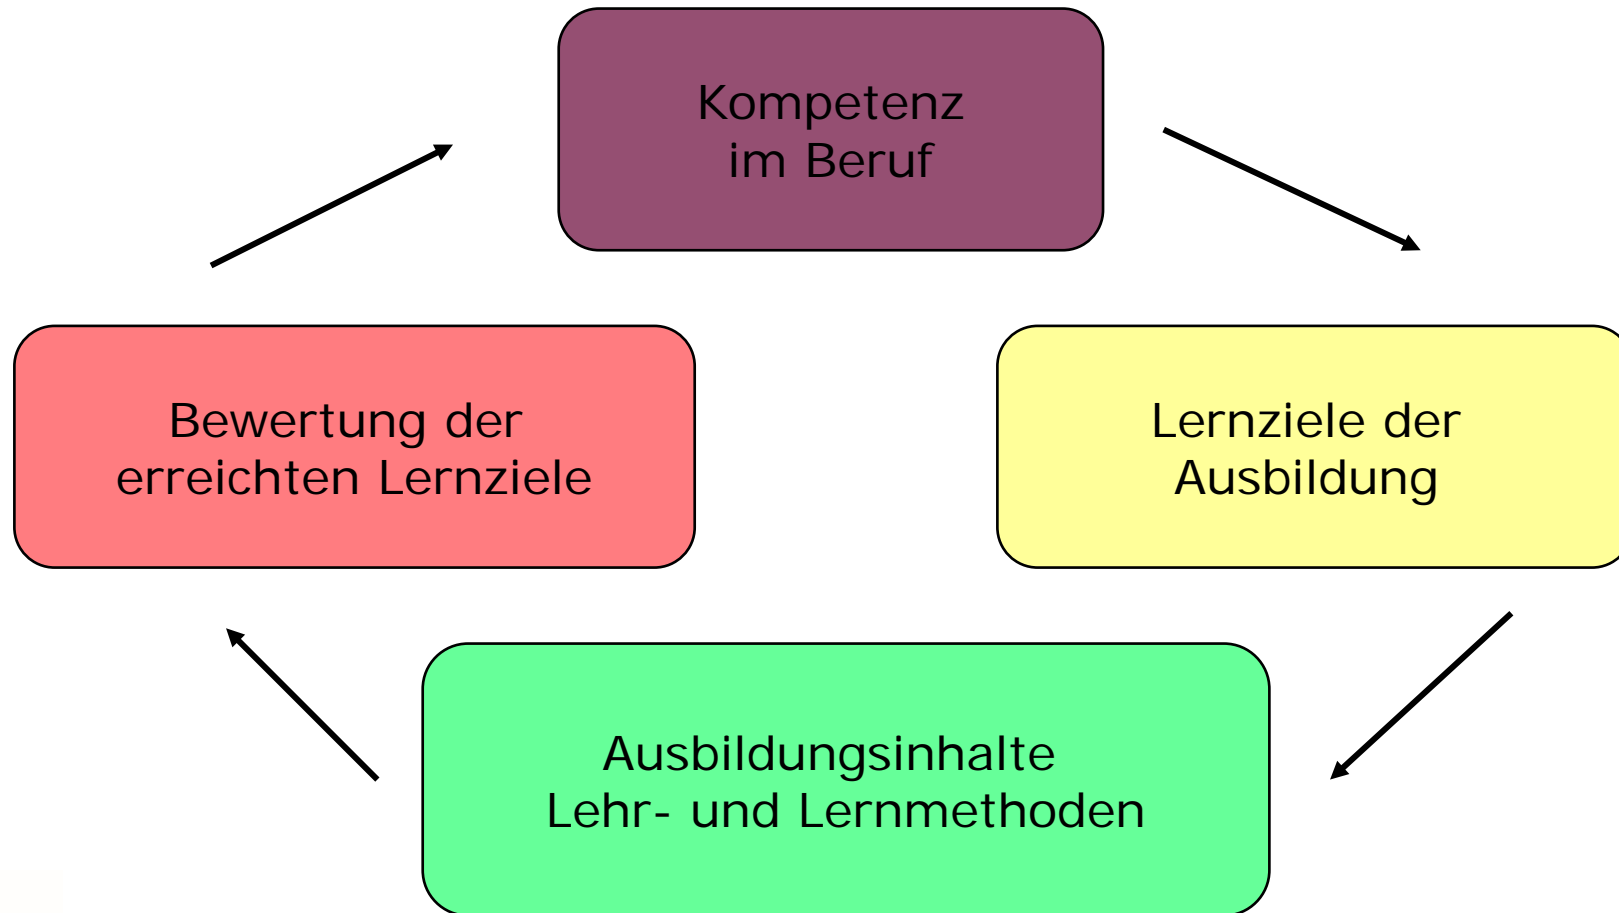 Kompetenz
im Beruf
Bewertung der
erreichten Lernziele
Lernziele der
Ausbildung
Ausbildungsinhalte
Lehr- und Lernmethoden